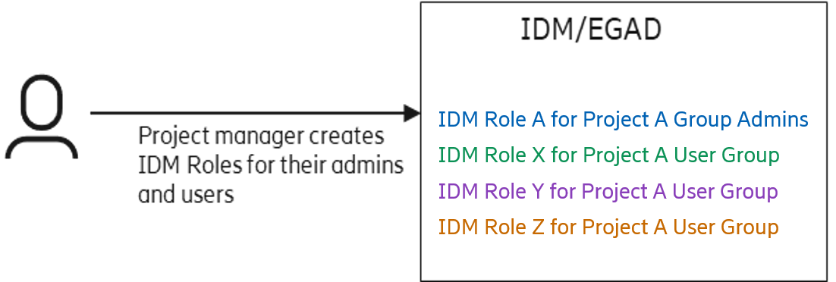 IDM/EGAD
Project manager creates
IDM Roles for their admins
and users
IDM Role A for Project A Group Admins
IDM Role X for Project A User Group
IDM Role Y for Project A User Group
IDM Role Z for Project A User Group